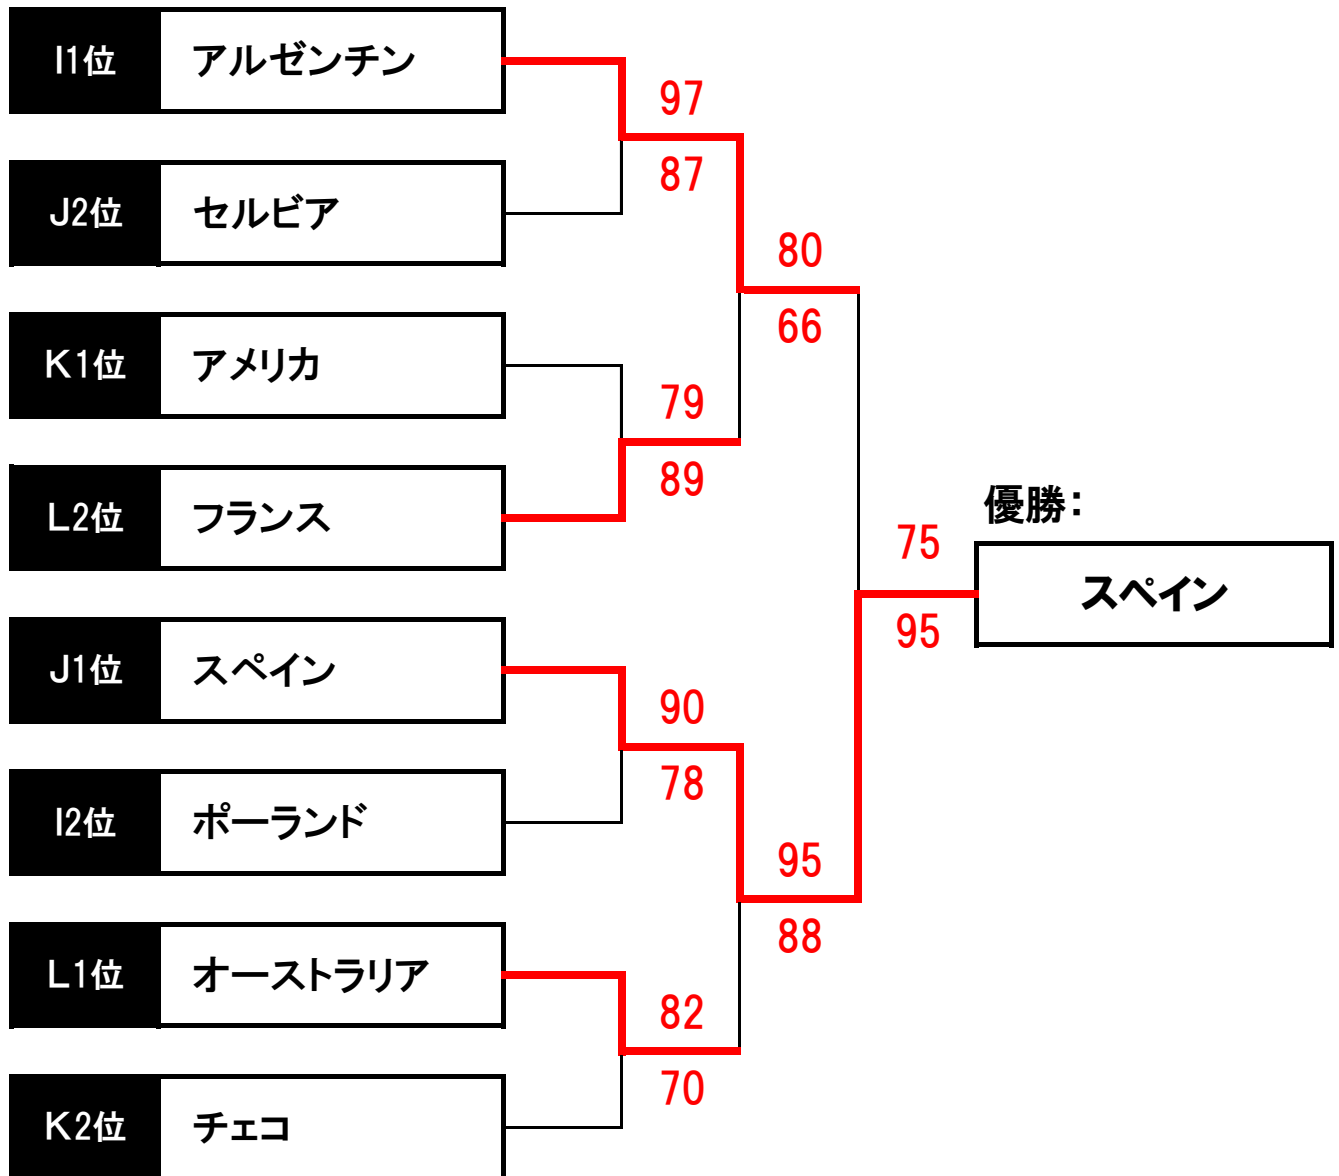 I1位 アルゼンチン
97
87
J2位 セルビア
80
66
K1位 アメリカ
79
89
L2位 フランス
優勝:
75
スペイン
95
J1位 スペイン
90
78
I2位 ポーランド
95
88
L1位 オーストラリア
82
70
K2位 チェコ